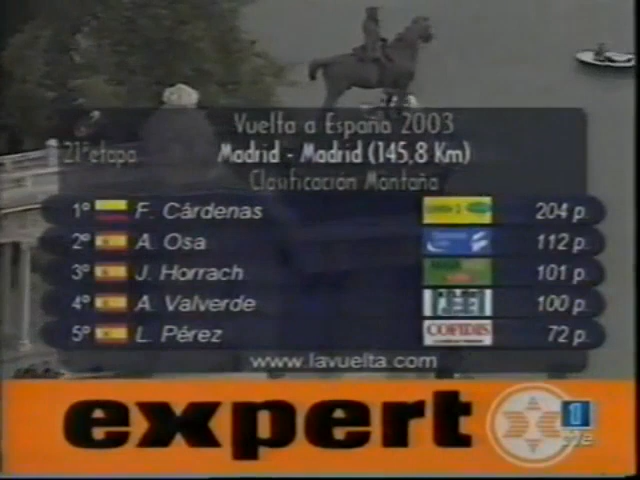 Vuelta a España 2003
21ªetapa Madrid - Madrid (145,8 Km)
Clasificación Montaña
1º F. Cárdenas 204 p.
2º A. Osa 112 p.
3º J. Horrach 101 p.
4º A. Valverde 100 p.
5º L. Pérez COFIDIS 72 p.
www.lavuelta.com
expert
1